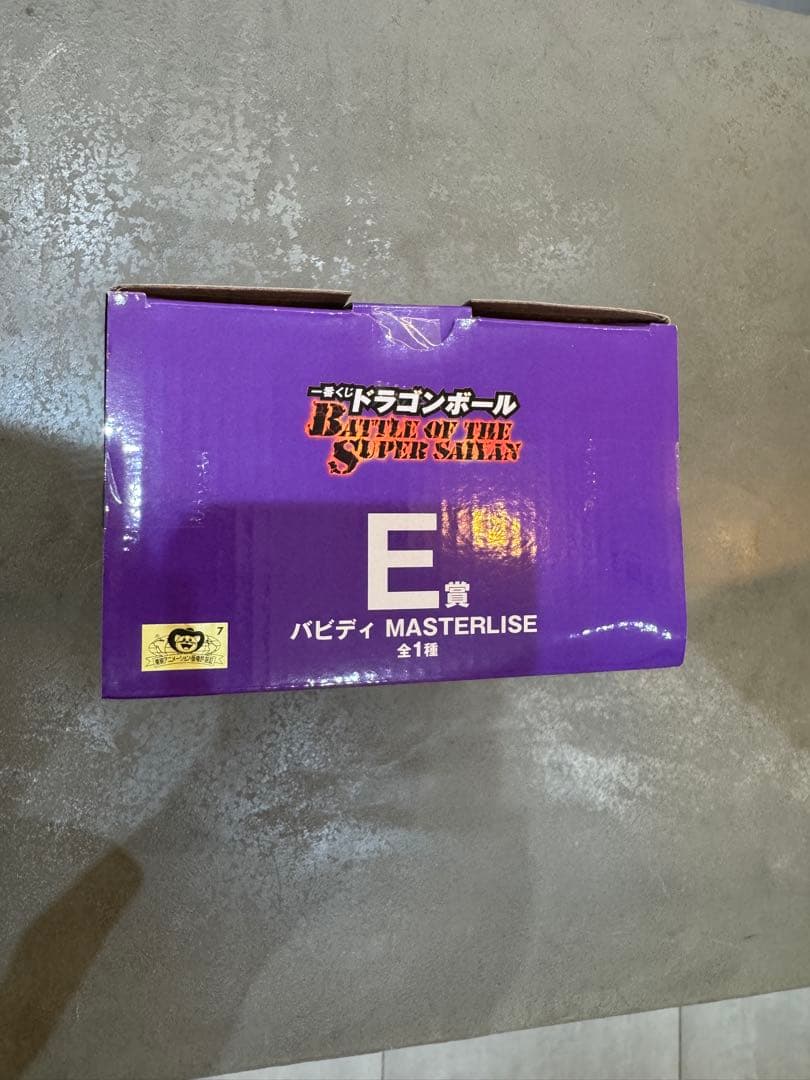 一番くじ ドラゴンボール
BATTLE OF THE
SUPER SAIYAN
E賞
バビディ MASTERLISE
全1種
7